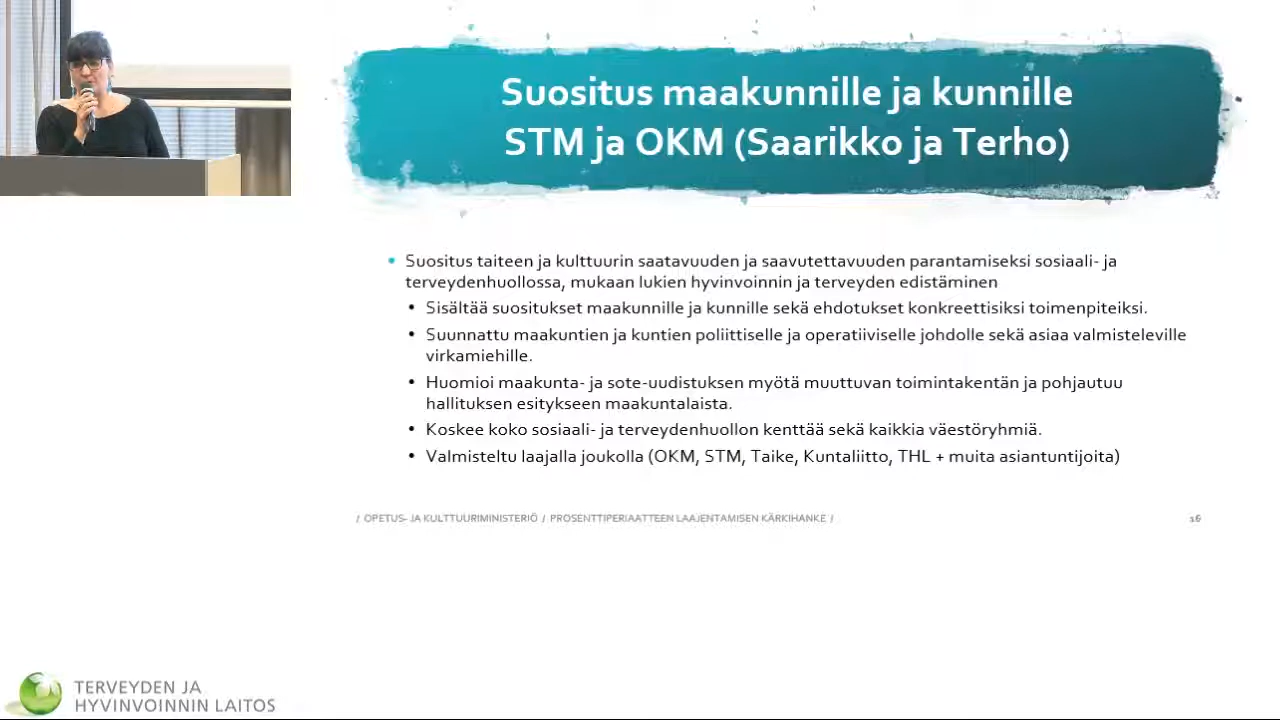 Suositus maakunnille ja kunnille
STM ja OKM (Saarikko ja Terho)
• Suositus taiteen ja kulttuurin saatavuuden ja saavutettavuuden parantamiseksi sosiaali- ja
terveydenhuollossa, mukaan lukien hyvinvoinnin ja terveyden edistäminen
• Sisältää suositukset maakunnille ja kunnille sekä ehdotukset konkreettisiksi toimenpiteiksi.
• Suunnattu maakuntien ja kuntien poliittiselle ja operatiiviselle johdolle sekä asiaa valmisteleville
virkamiehille.
• Huomioi maakunta- ja sote-uudistuksen myötä muuttuvan toimintakentän ja pohjautuu
hallituksen esitykseen maakuntalaista.
• Koskee koko sosiaali- ja terveydenhuollon kenttää sekä kaikkia väestöryhmiä.
• Valmisteltu laajalla joukolla (OKM, STM, Taike, Kuntaliitto, THL + muita asiantuntijoita)
/ OPETUS- JA KULTTUURIMINISTERIÖ / PROSENTTIPERIAATTEEN LAAJENTAMISEN KÄRKIHANKE /
16
TERVEYDEN JA
HYVINVOINNIN LAITOS